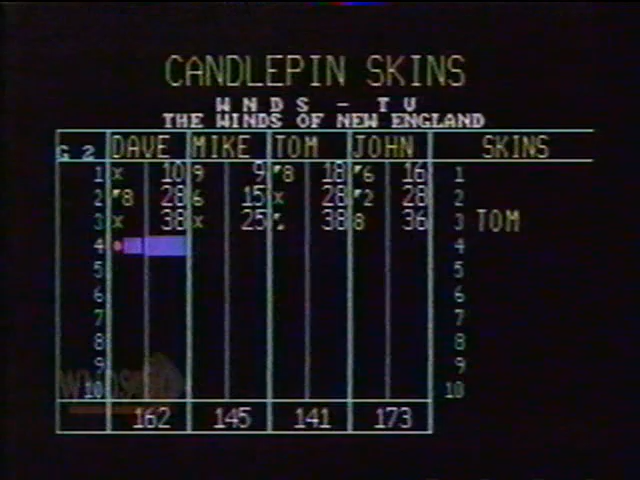 CANDLEPIN SKINS
WNDS - TV
THE WINDS OF NEW ENGLAND
G 2 DAVE MIKE TOM JOHN SKINS
1 x 10 9 9 8 18 6 16 1
2 8 28 6 15 x 28 2 28 2
3 x 38 x 25 38 8 36 3 TOM
4 4
5 5
6 6
7 7
8 8
9 9
10 10
162 145 141 173
WNDS